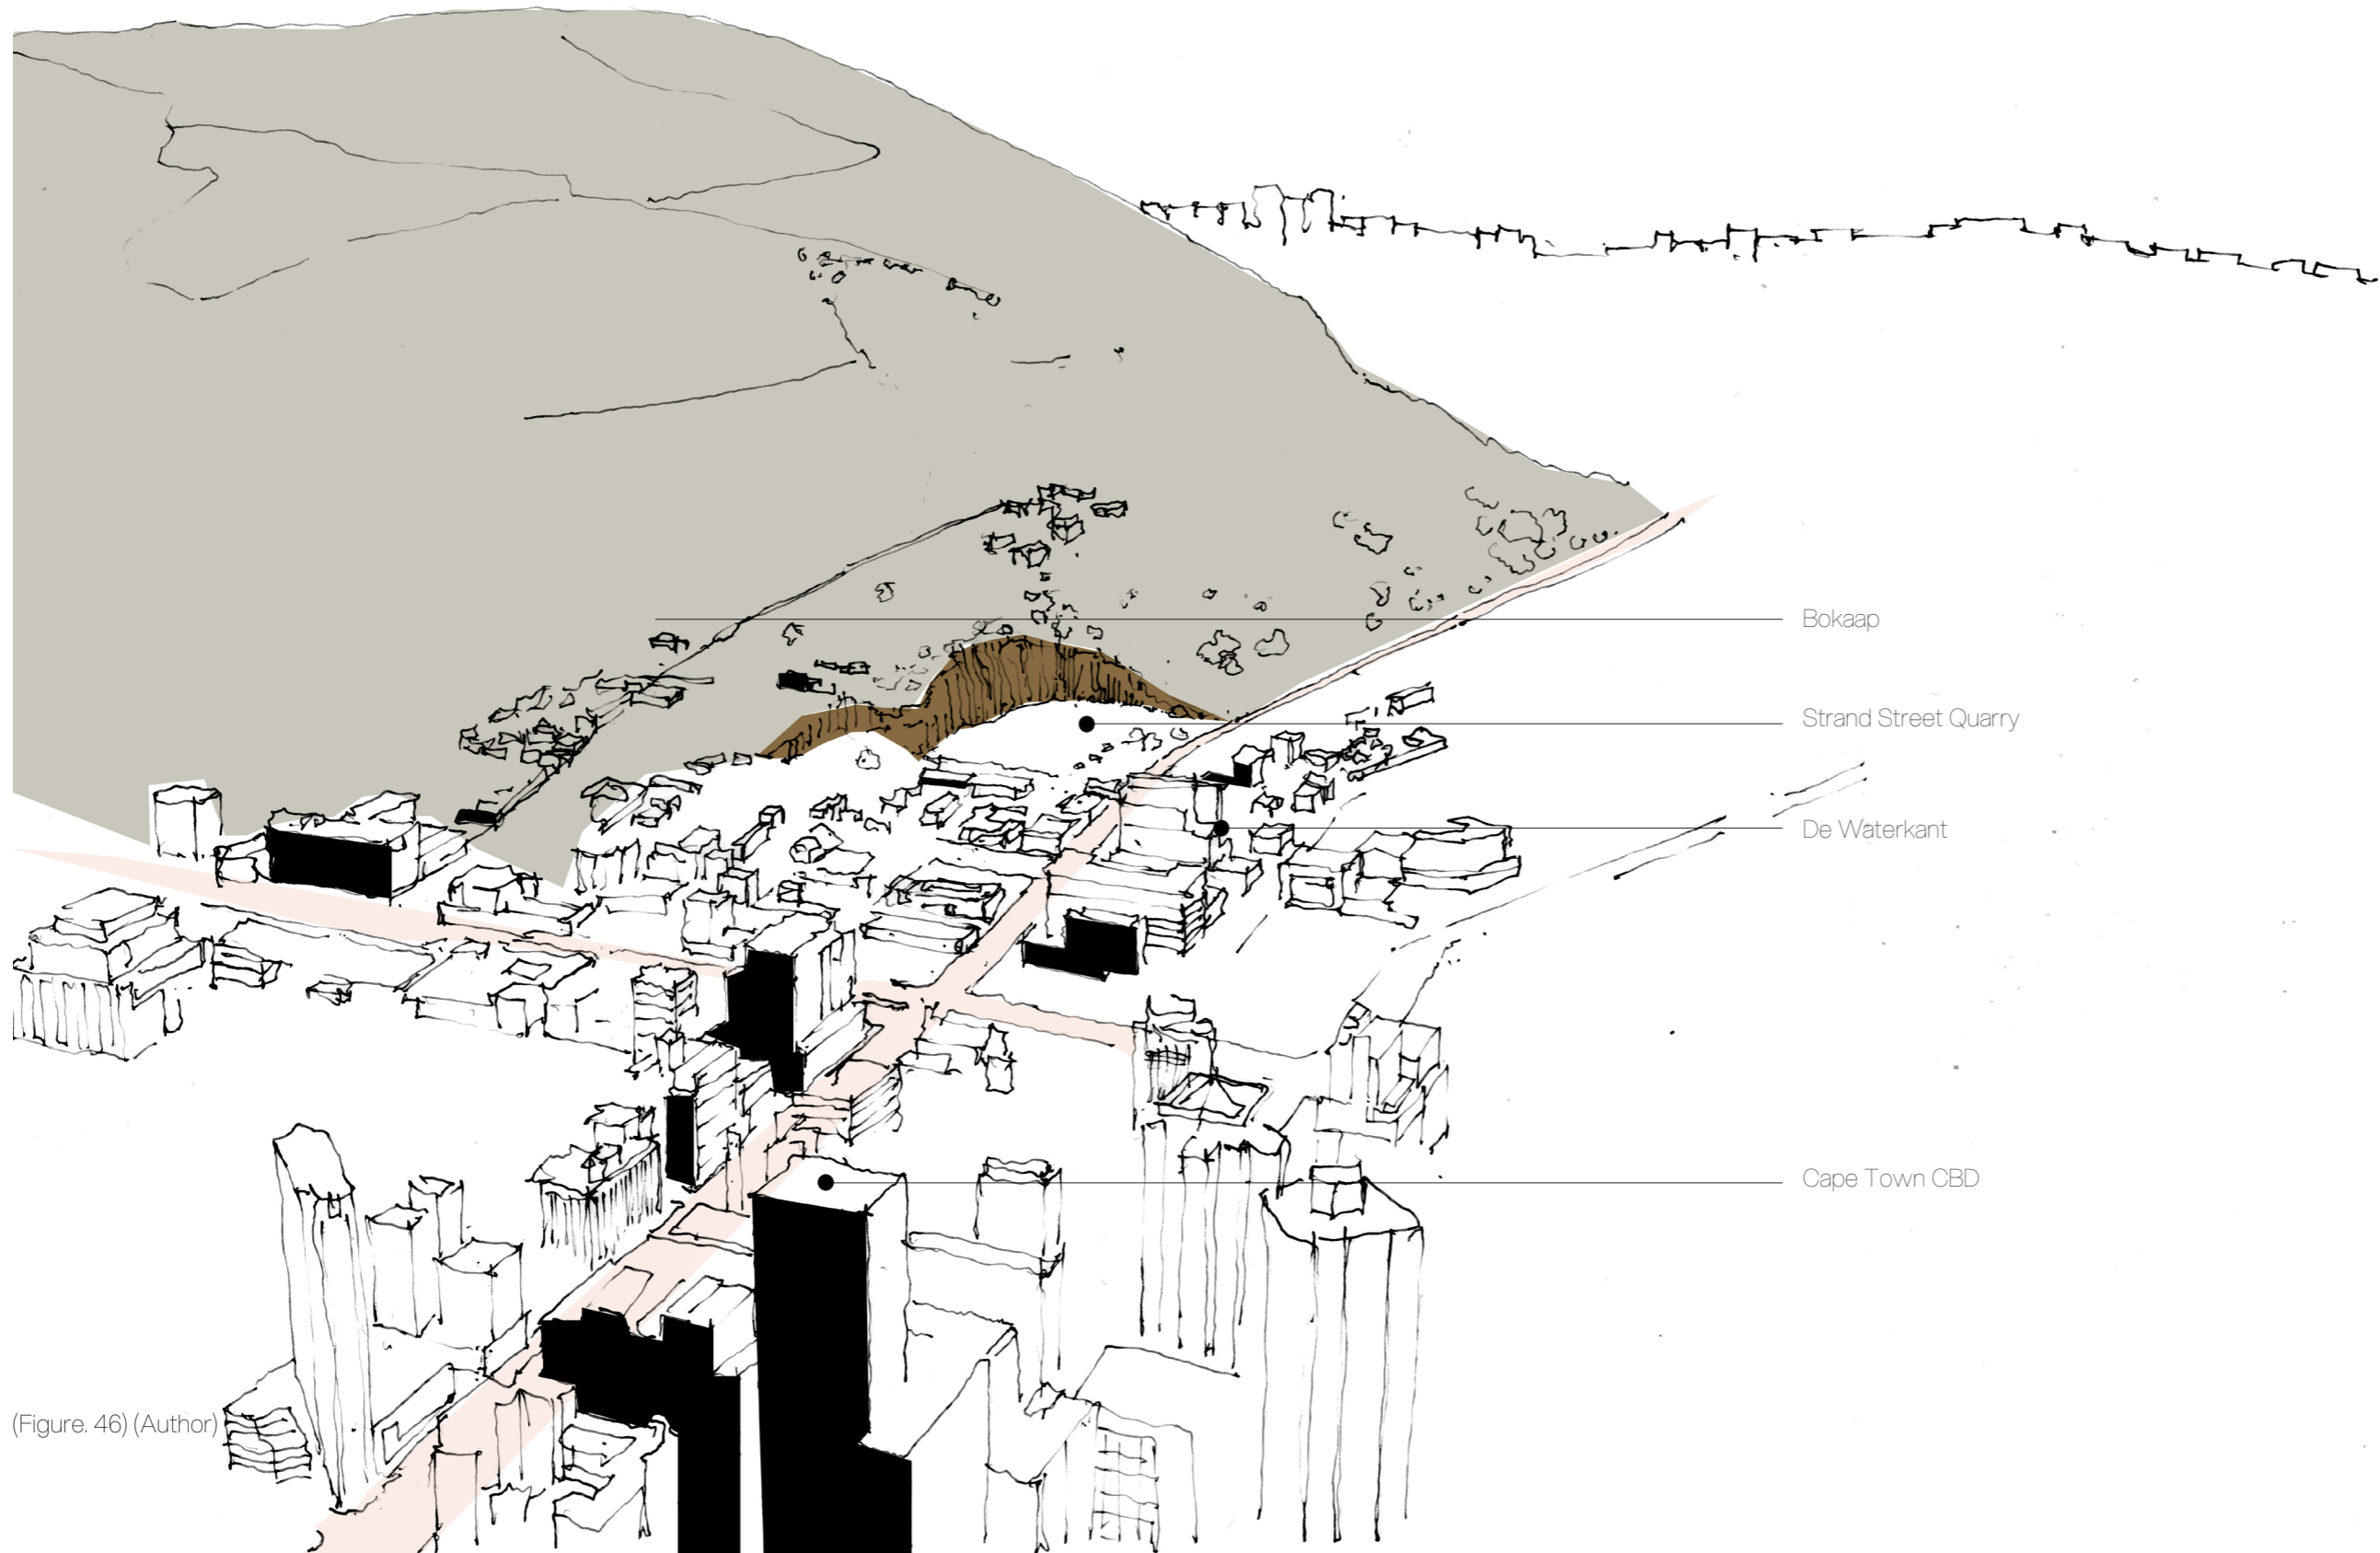 Bokaap
Strand Street Quarry
De Waterkant
Cape Town CBD
(Figure. 46) (Author)